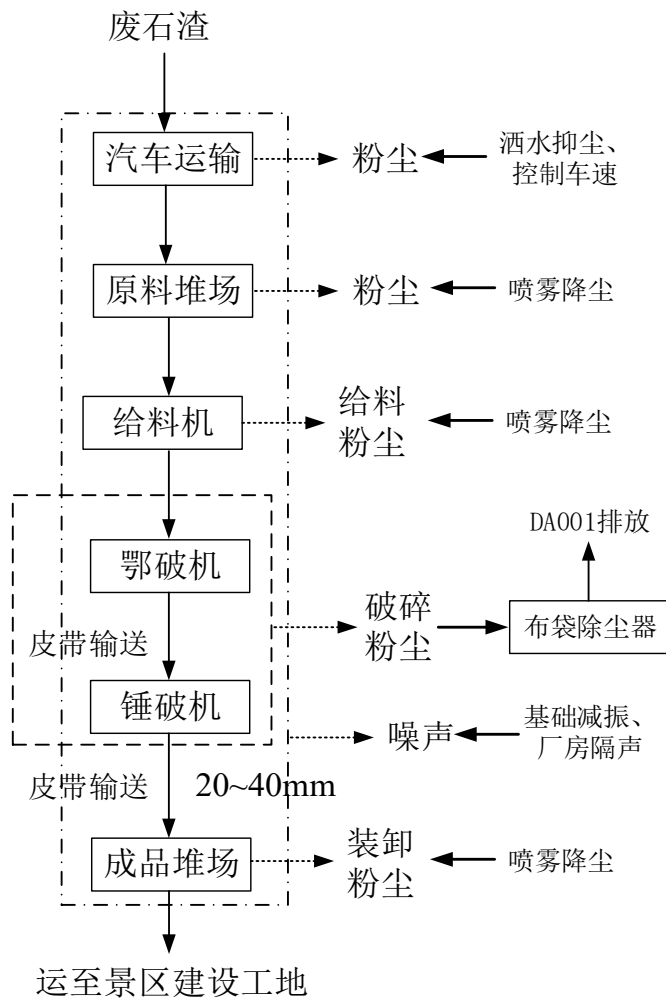 废石渣
汽车运输
粉尘
洒水抑尘、
控制车速
原料堆场
粉尘
喷雾降尘
给料机
给料
粉尘
喷雾降尘
DA001排放
鄂破机
破碎
粉尘
布袋除尘器
皮带输送
锤破机
噪声
基础减振、
厂房隔声
皮带输送
20~40mm
成品堆场
装卸
粉尘
喷雾降尘
运至景区建设工地